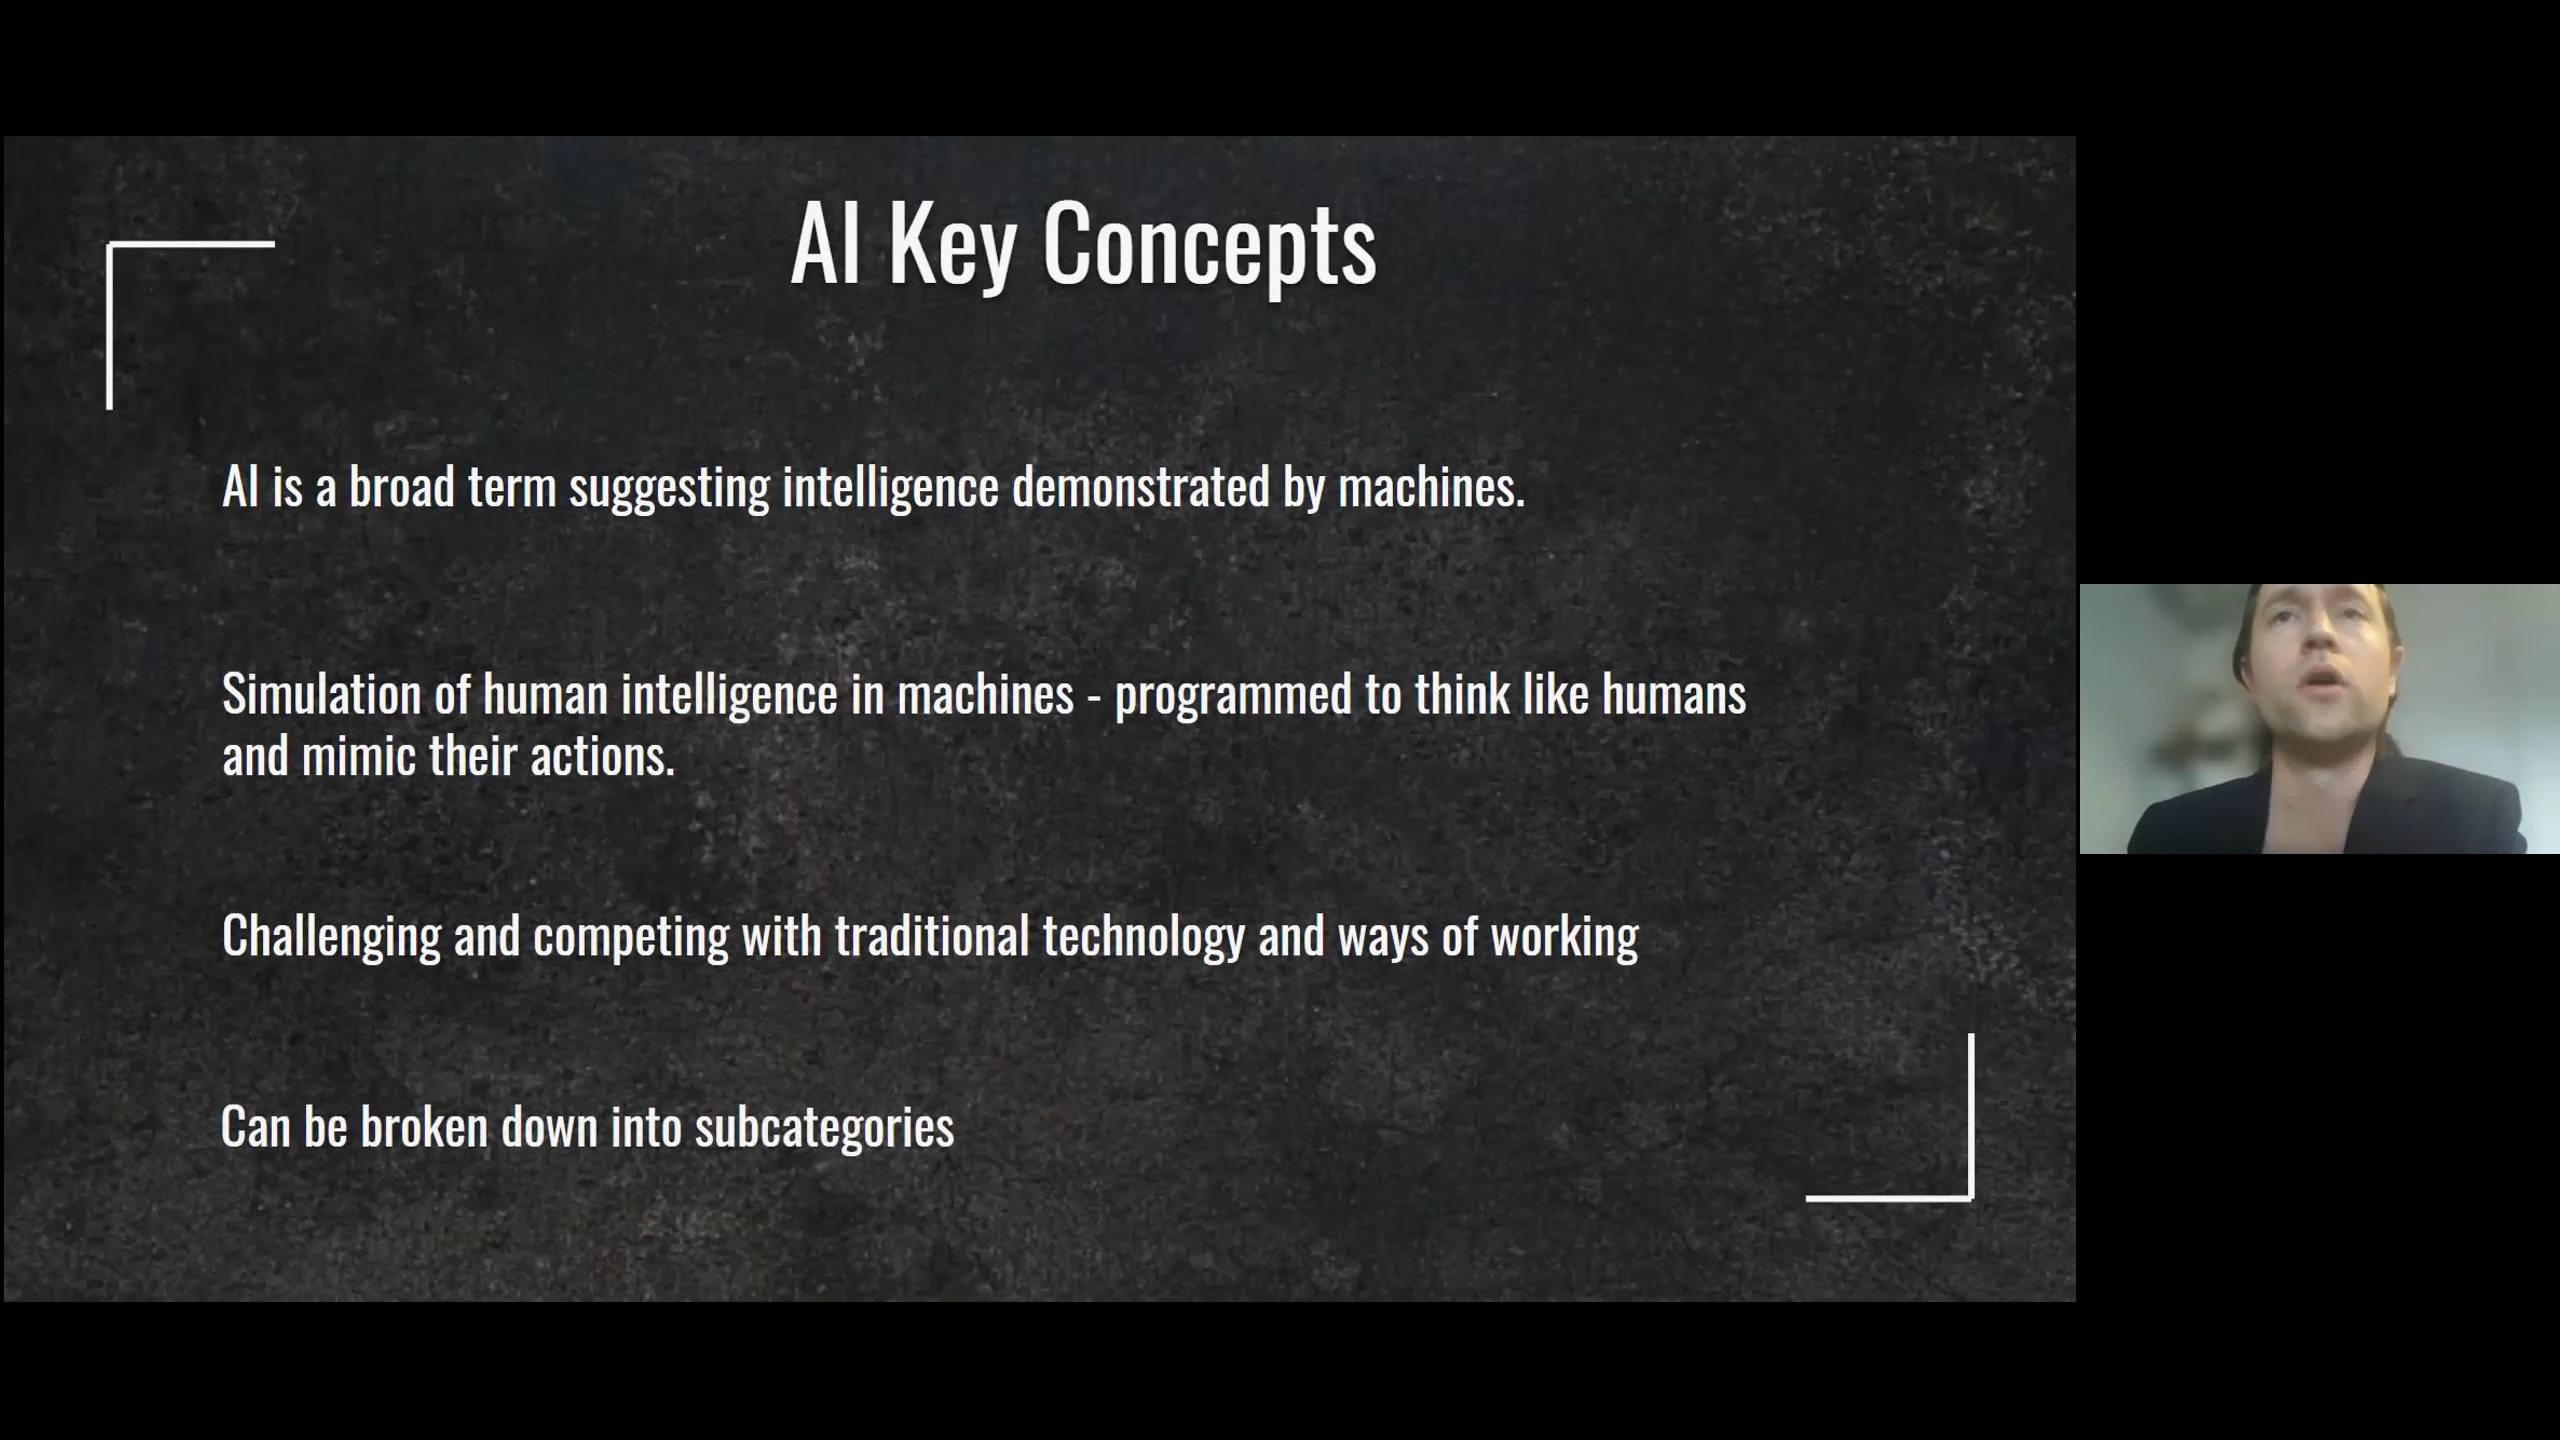 AI Key Concepts
AI is a broad term suggesting intelligence demonstrated by machines.
Simulation of human intelligence in machines - programmed to think like humans
and mimic their actions.
Challenging and competing with traditional technology and ways of working
Can be broken down into subcategories